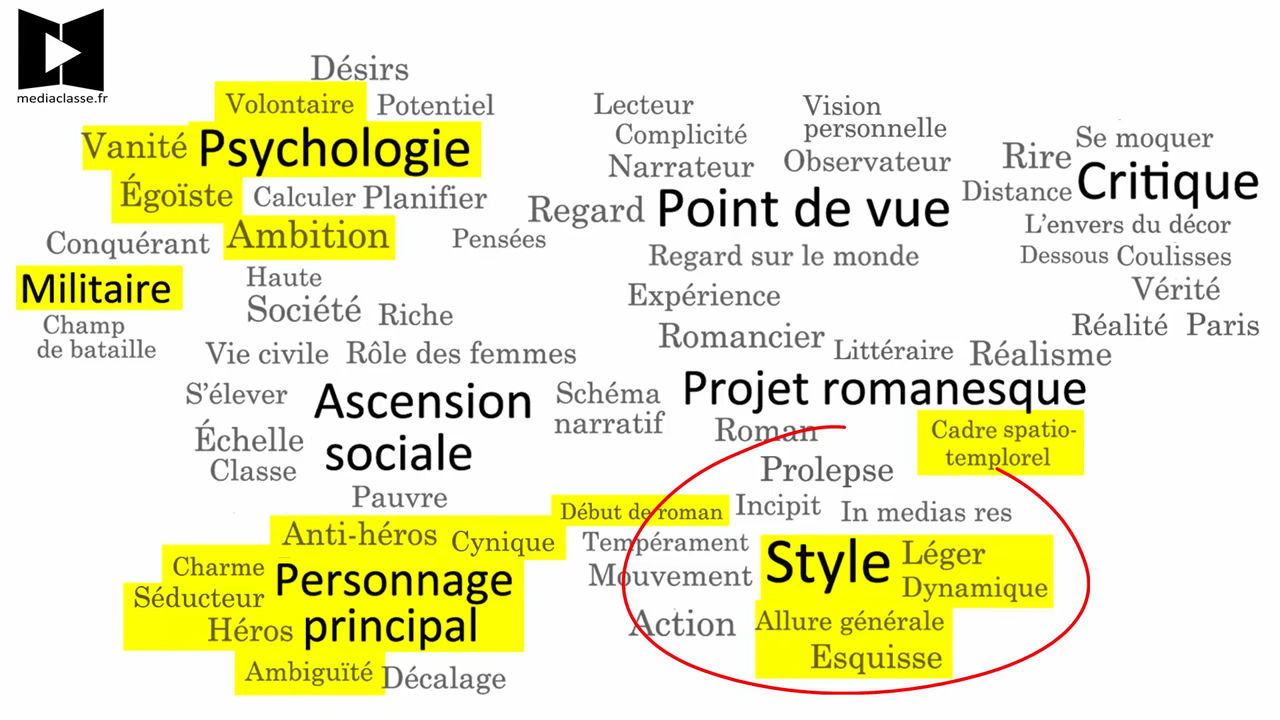 mediaclasse.fr
Désirs
Volontaire Potentiel
Vanité Psychologie
Égoïste Calculer Planifier
Conquérant Ambition Pensées
Militaire
Champ
de bataille
Haute
Société Riche
Vie civile Rôle des femmes
S'élever Ascension
sociale
Échelle
Classe
Pauvre
Schéma
narratif
Lecteur
Complicité
Narrateur
Vision
personnelle
Observateur
Regard Point de vue
Regard sur le monde
Expérience
Romancier Littéraire Réalisme
Projet romanesque
Roman
Cadre spatio-
templorel
Prolepse
Se moquer
Rire
Distance Critique
L'envers du décor
Dessous Coulisses
Vérité
Réalité Paris
Anti-héros Cynique
Charme
Séducteur
Héros
Personnage
principal
Ambiguïté Décalage
Début de roman Incipit In medias res
Tempérament
Mouvement
Style Léger
Dynamique
Action Allure générale
Esquisse